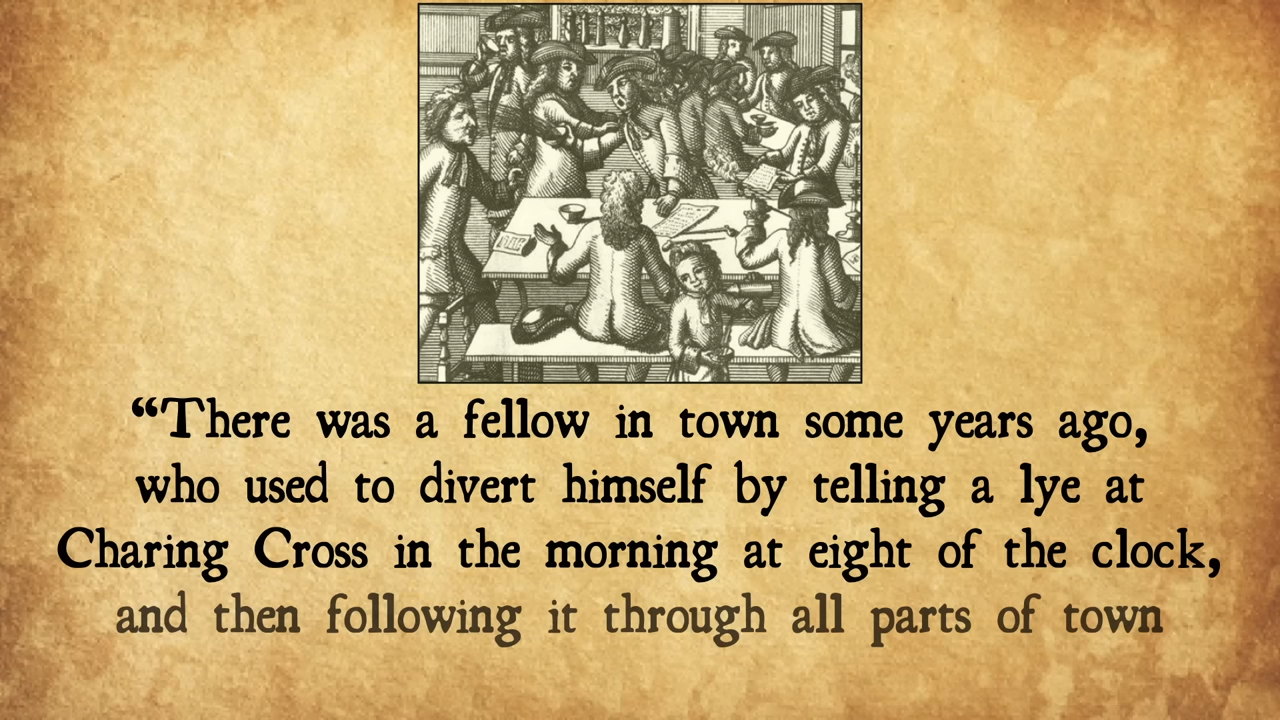 “There was a fellow in town some years ago,
who used to divert himself by telling a lye at
Charing Cross in the morning at eight of the clock,
and then following it through all parts of town